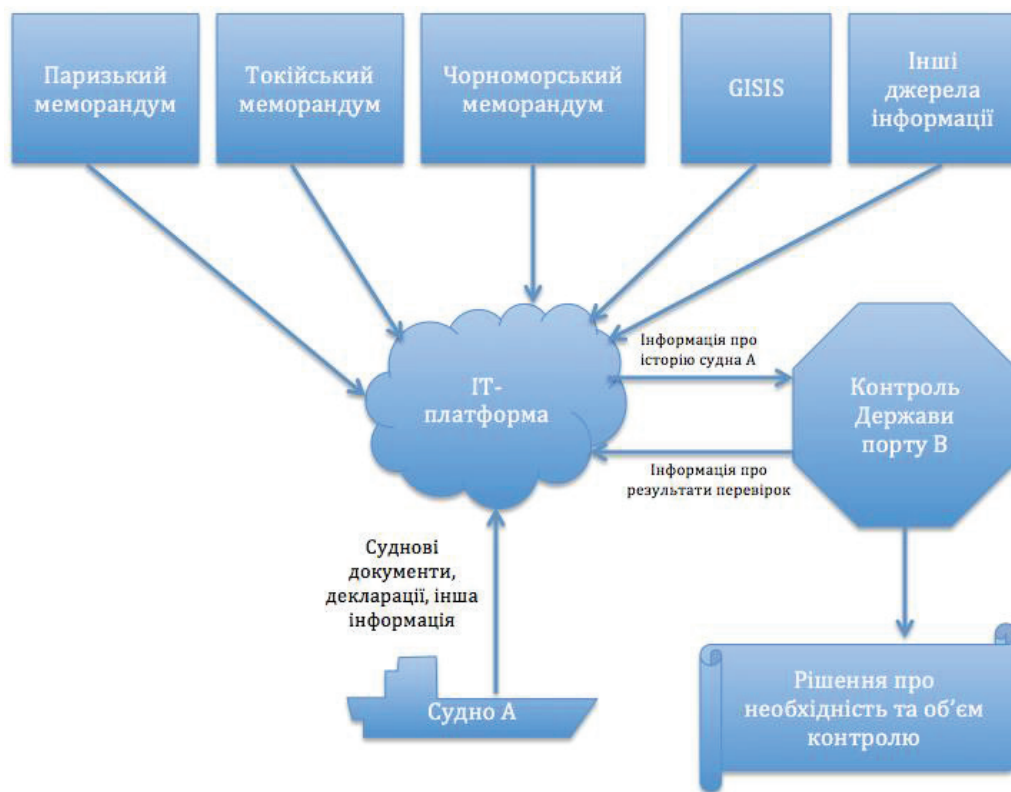 Паризький
меморандум
Токійський
меморандум
Чорноморський
меморандум
GISIS
Інші
джерела
інформації
ІТ-
платформа
Інформація про
історію судна А
Контроль
Держави
порту В
Інформація про
результати перевірок
Суднові
документи,
декларації, інша
інформація
Судно А
Рішення про
необхідність та об’єм
контролю